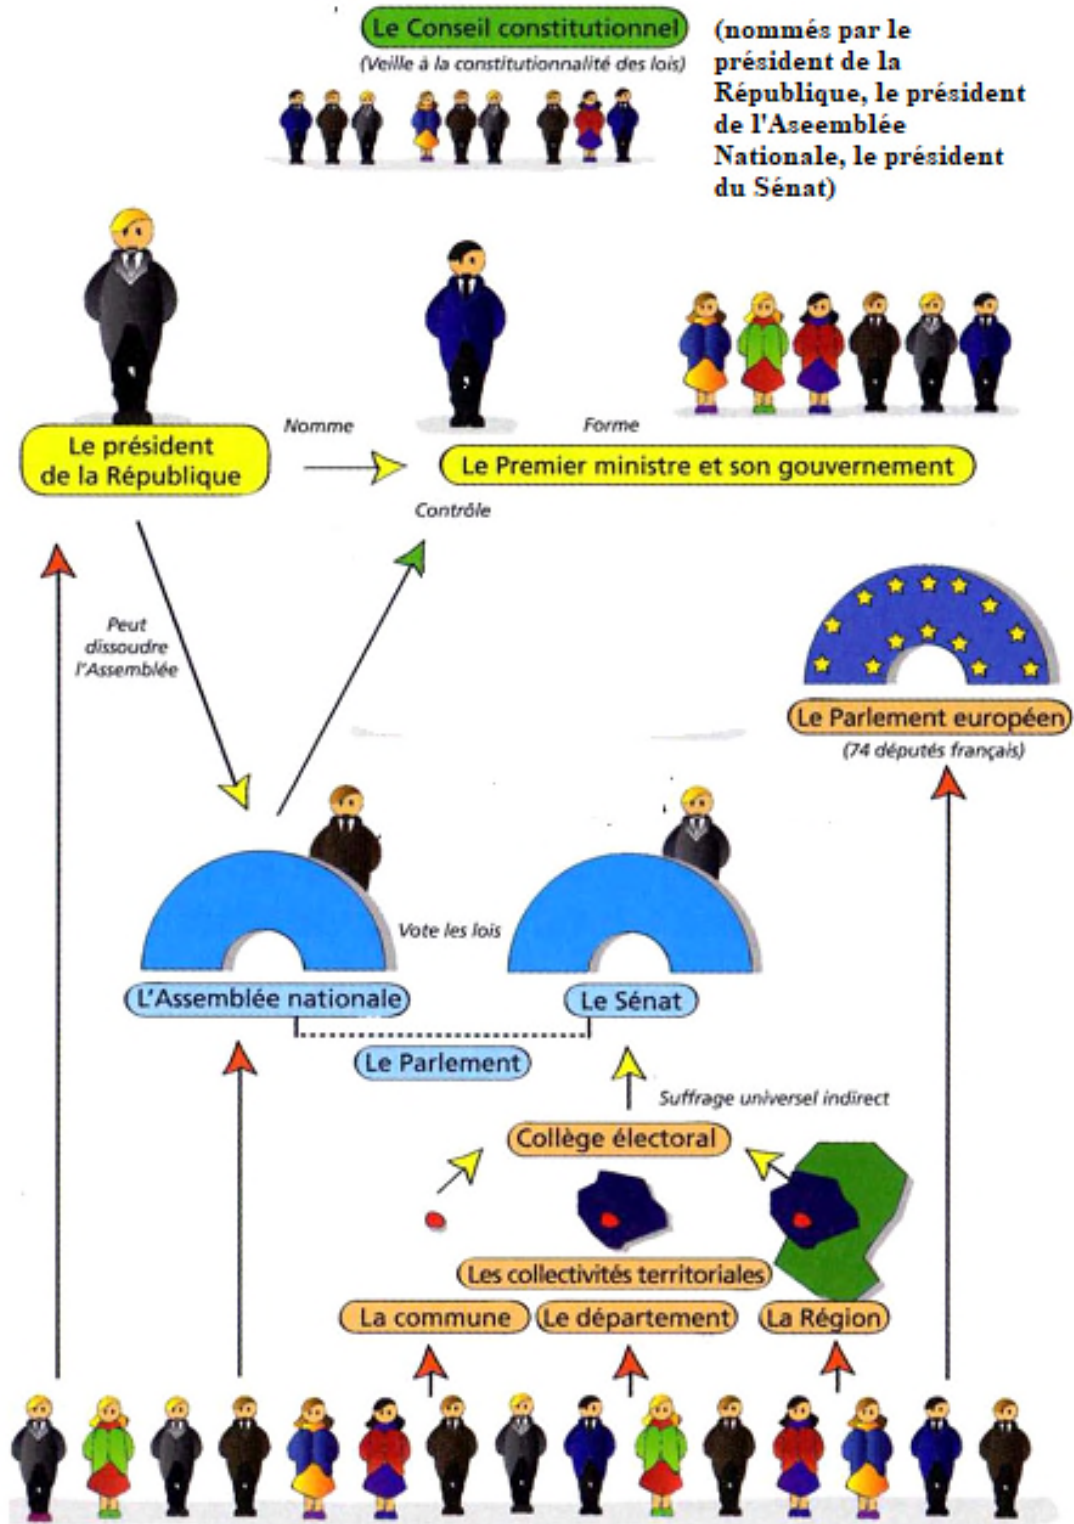 Le Conseil constitutionnel
(Veille à la constitutionnalité des lois)
(nommés par le
président de la
République, le président
de l'Aseemblée
Nationale, le président
du Sénat)
Le président
de la République
Nomme
Forme
Le Premier ministre et son gouvernement
Contrôle
Peut
dissoudre
l'Assemblée
Le Parlement européen
(74 députés français)
Vote les lois
L'Assemblée nationale
Le Sénat
Le Parlement
Suffrage universel indirect
Collège électoral
Les collectivités territoriales
La commune
Le département
La Région